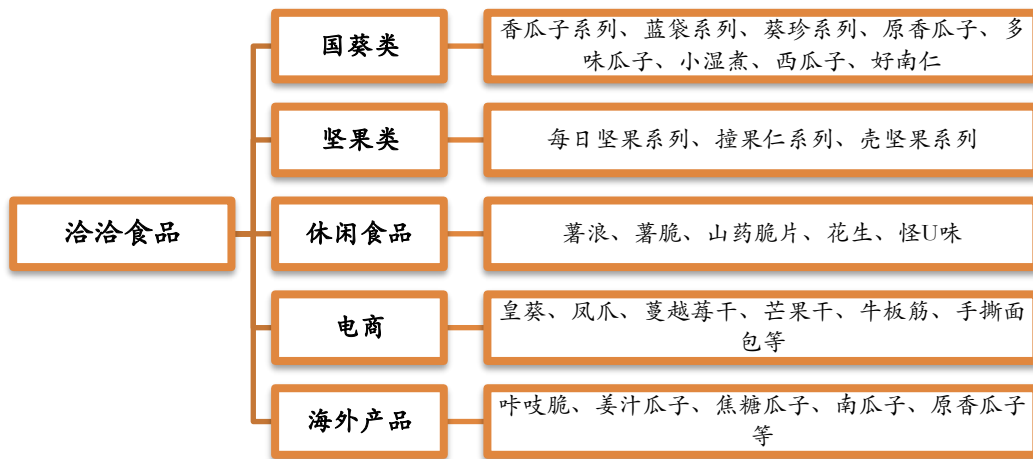 洽洽食品
国葵类
香瓜子系列、蓝袋系列、葵珍系列、原香瓜子、多
味瓜子、小湿煮、西瓜子、好南仁
坚果类
每日坚果系列、撞果仁系列、壳坚果系列
休闲食品
薯浪、薯脆、山药脆片、花生、怪U味
电商
皇葵、凤爪、蔓越莓干、芒果干、牛板筋、手撕面
包等
海外产品
咔吱脆、姜汁瓜子、焦糖瓜子、南瓜子、原香瓜子
等